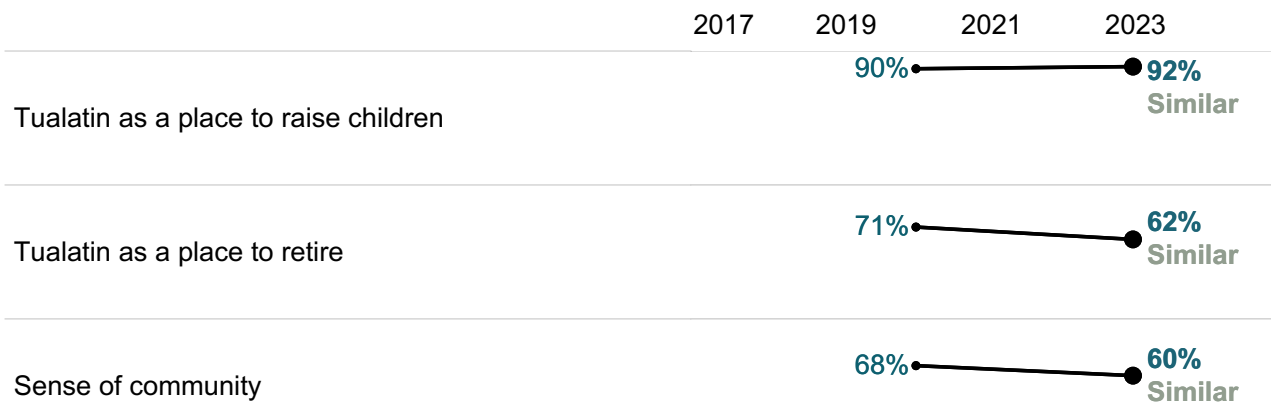 2017 2019 2021 2023
90% 92%
Similar
Tualatin as a place to raise children
71% 62%
Similar
Tualatin as a place to retire
68% 60%
Sense of community Similar